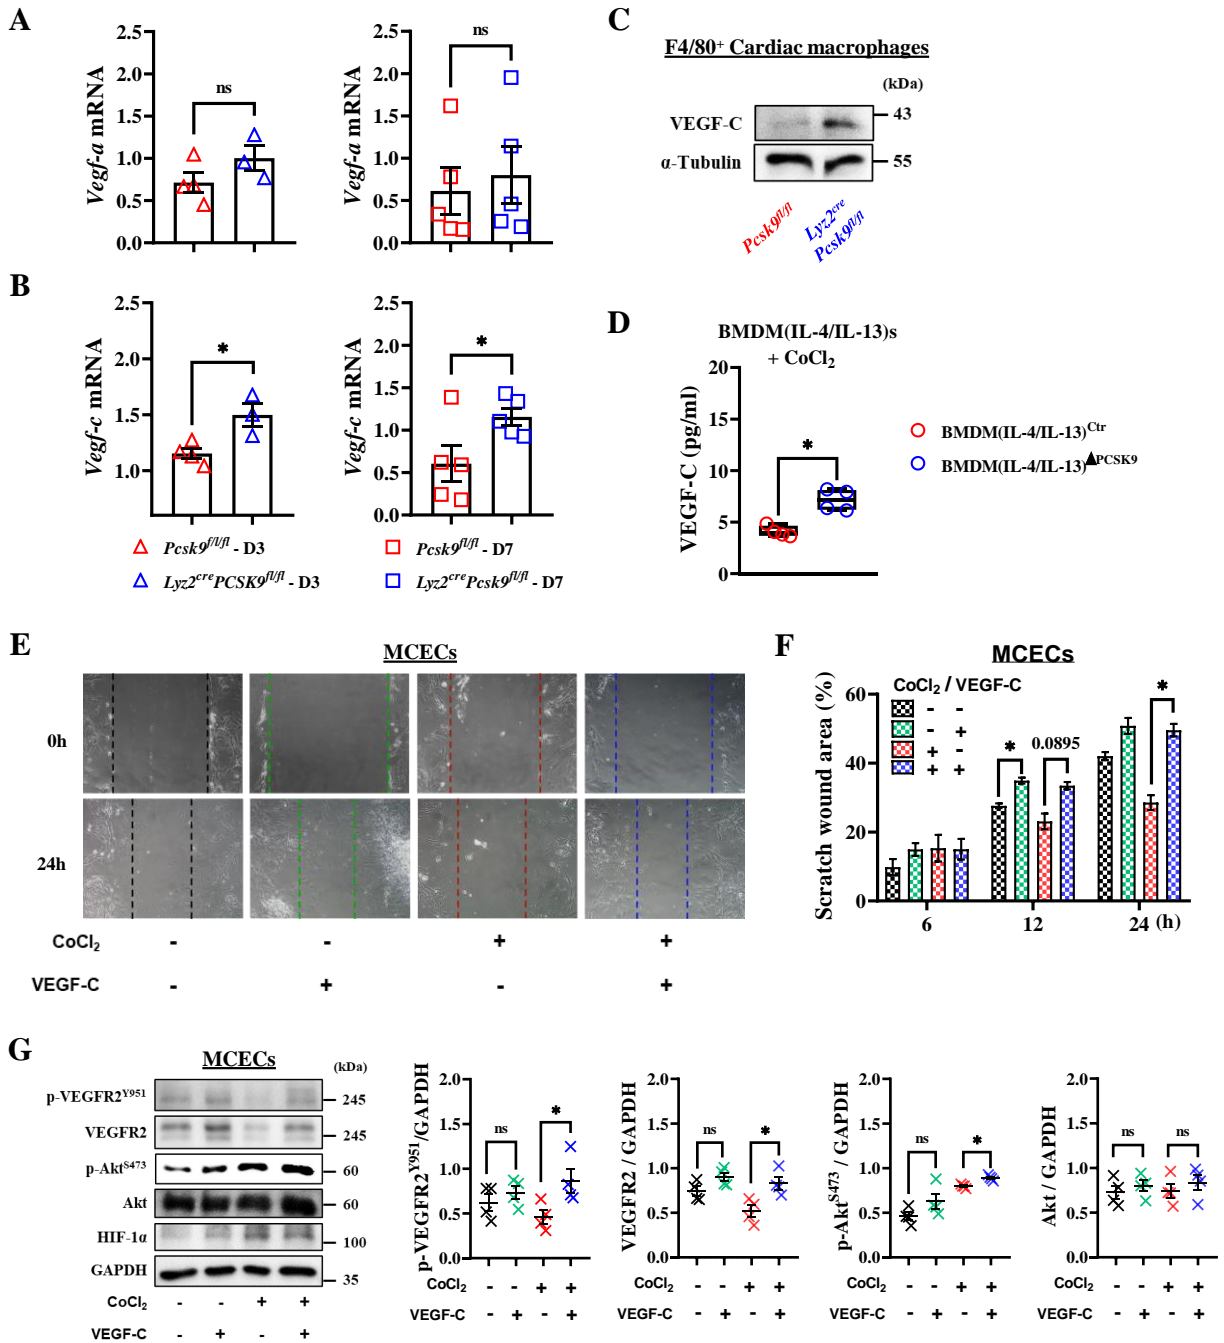 A
Vegf-a mRNA
2.5
2.0
1.5
1.0
0.5
0.0
ns
Vegf-a mRNA
2.5
2.0
1.5
1.0
0.5
0.0
ns
B
Vegf-c mRNA
2.5
2.0
1.5
1.0
*
Vegf-c mRNA
2.5
2.0
1.5
1.0
0.5
0.0
*
Pcsk9fl/fl - D3
Lyz2crePCSK9fl/fl - D3
Pcsk9fl/fl - D7
Lyz2crePcsk9fl/fl - D7
C
F4/80+ Cardiac macrophages
(kDa)
VEGF-C
43
α-Tubulin
55
Pcsk9fl/fl
Lyz2cre
Pcsk9fl/fl
D
BMDM(IL-4/IL-13)s
+ CoCl2
VEGF-C (pg/ml)
20
15
10
5
0
*
BMDM(IL-4/IL-13)Ctr
BMDM(IL-4/IL-13)▲PCSK9
E
MCECs
0h
24h
CoCl2 - - + +
VEGF-C - + - +
F
MCECs
Scratch wound area (%)
60
40
20
0
CoCl2 / VEGF-C
- -
- +
+ -
+ +
*
0.0895
*
6 12 24 (h)
G
MCECs
(kDa)
p-VEGFR2Y951
245
VEGFR2
245
p-AktS473
60
Akt
60
HIF-1α
100
GAPDH
35
CoCl2 - - + +
VEGF-C - + - +
p-VEGFR2Y951/GAPDH
2.0
1.5
1.0
0.5
0.0
ns
*
CoCl2 - - + +
VEGF-C - + - +
VEGFR2 / GAPDH
2.0
1.5
1.0
0.5
0.0
ns
*
CoCl2 - - + +
VEGF-C - + - +
p-AktS473 / GAPDH
2.0
1.5
1.0
0.5
0.0
ns
*
CoCl2 - - + +
VEGF-C - + - +
Akt / GAPDH
2.0
1.5
1.0
0.5
0.0
ns
ns
CoCl2 - - + +
VEGF-C - + - +